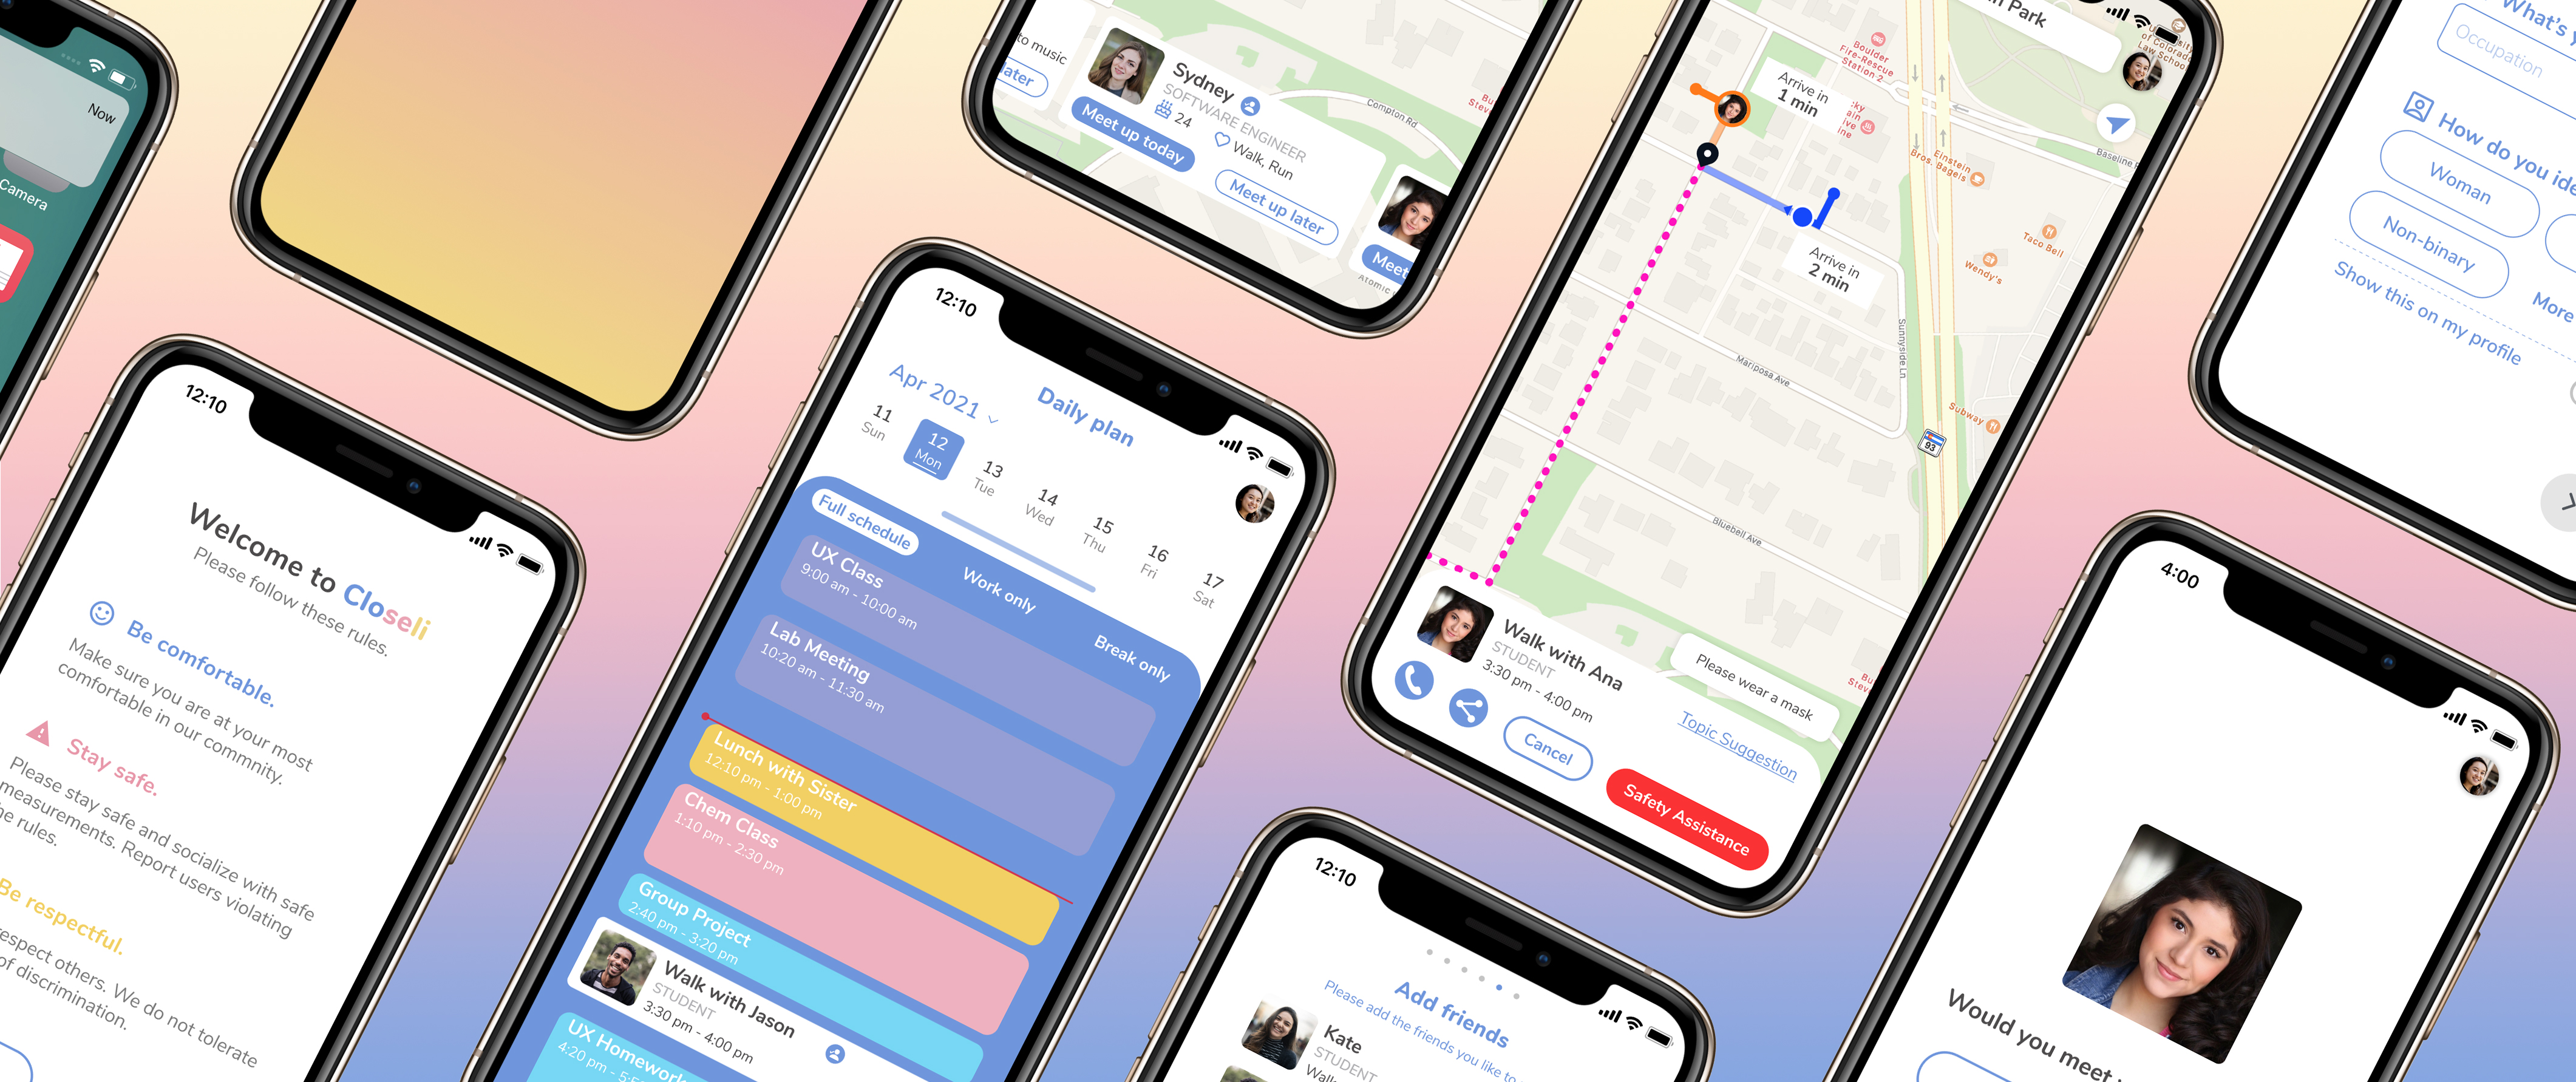 Now
Camera
12:10
Welcome to Closeli
Please follow these rules.
Be comfortable.
Make sure you are at your most
comfortable in our commnity.
Stay safe.
Please stay safe and socialize with safe
measurements. Report users violating
he rules.
Be respectful.
espect others. We do not tolerate
of discrimination.
12:10
Daily plan
Apr 2021
11
Sun
12
Mon
13
Tue
14
Wed
15
Thu
16
Fri
17
Sat
Full schedule
Work only
Break only
UX Class
9:00 am - 10:00 am
Lab Meeting
10:20 am - 11:30 am
Lunch with Sister
12:10 pm - 1:00 pm
Chem Class
1:10 pm - 2:30 pm
Group Project
2:40 pm - 3:20 pm
Walk with Jason
STUDENT
3:30 pm - 4:00 pm
UX Homework
4:20 pm - 5:5
to music
later
Sydney
SOFTWARE ENGINEER
24
Walk, Run
Meet up today
Meet up later
Compton Rd
Meet
Park
Boulder
Fire-Rescue
Station 2
Arrive in
1 min
Arrive in
2 min
Baseline
Einstein
Bros. Bagels
Taco Bell
Wendy's
Sunnyside Ln
Mariposa Ave
Subway
93
Bluebell Ave
Please wear a mask
Walk with Ana
STUDENT
3:30 pm - 4:00 pm
Topic Suggestion
Cancel
Safety Assistance
12:10
Add friends
Please add the friends you like to
Kate
STUDENT
Walk
What's y
Occupation
How do you ide
Woman
Non-binary
More
Show this on my profile
4:00
Would you meet